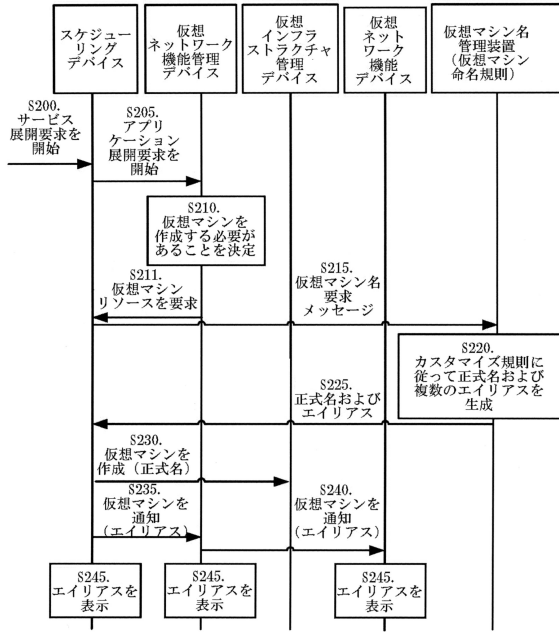 スケジュー
リング
デバイス
仮想
ネットワーク
機能管理
デバイス
仮想
インフラ
ストラクチャ
管理
デバイス
仮想
ネット
ワーク
機能
デバイス
仮想マシン名
管理装置
(仮想マシン
命名規則)
S200.
サービス
展開要求を
開始
S205.
アプリ
ケーション
展開要求を
開始
S210.
仮想マシンを
作成する必要が
あることを決定
S211.
仮想マシン
リソースを要求
S215.
仮想マシン名
要求
メッセージ
S220.
カスタマイズ規則に
従って正式名および
複数のエイリアスを
生成
S225.
正式名および
エイリアス
S230.
仮想マシンを
作成(正式名)
S235.
仮想マシンを
通知
(エイリアス)
S240.
仮想マシンを
通知
(エイリアス)
S245.
エイリアスを
表示
S245.
エイリアスを
表示
S245.
エイリアスを
表示